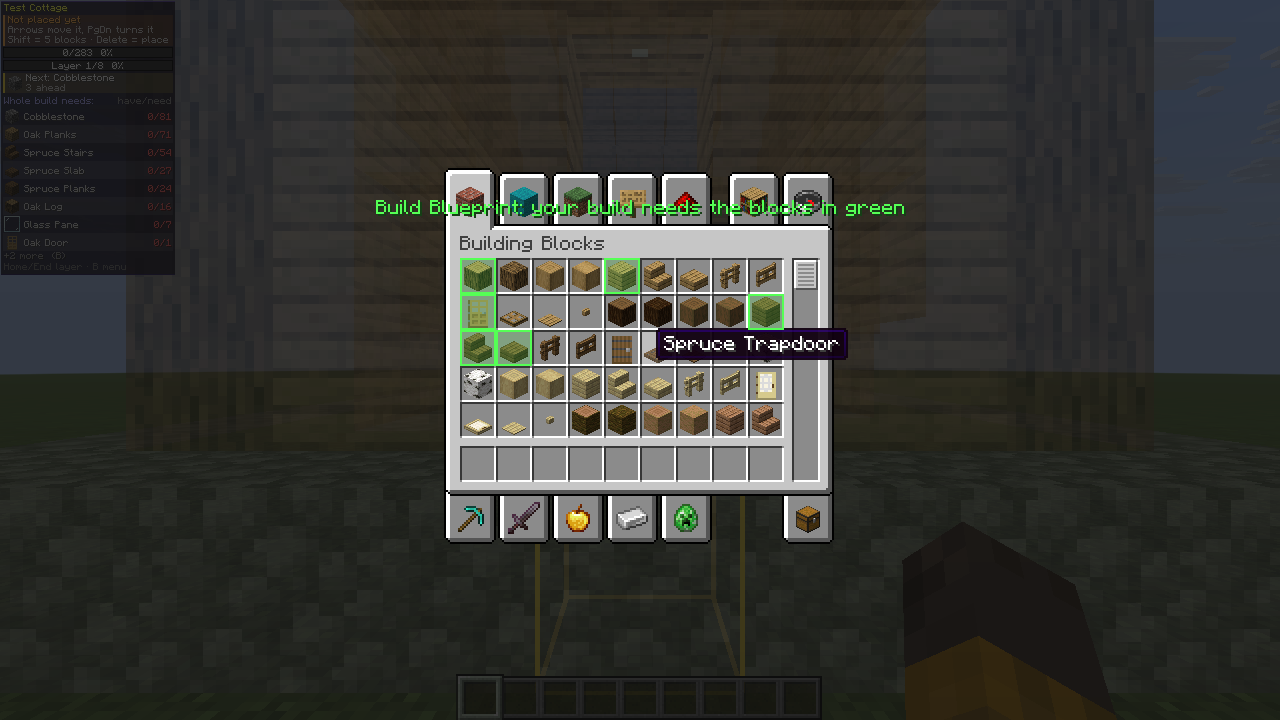 Test Cottage
Not placed yet
Arrows move it, PgDn turns it
Shift = 5 blocks · Delete = place
0/283 0%
Layer 1/8 0%
Next: Cobblestone
3 ahead
Whole build needs: have/need
Cobblestone 0/81
Oak Planks 0/71
Spruce Stairs 0/54
Spruce Slab 0/27
Spruce Planks 0/24
Oak Log 0/16
Glass Pane 0/7
Oak Door 0/1
+2 more (B)
Home/End layer · B menu
Build Blueprint: your build needs the blocks in green
Building Blocks
Spruce Trapdoor